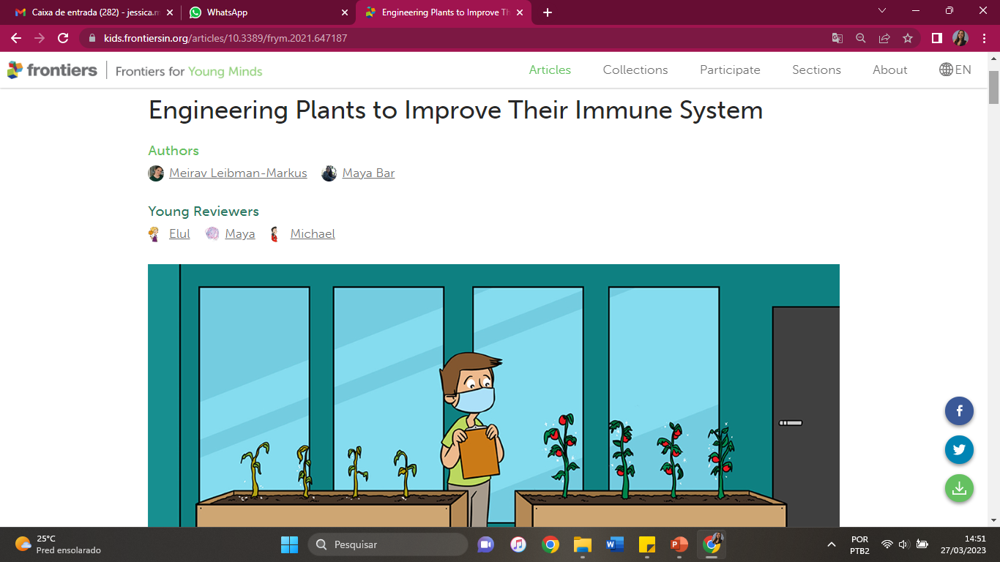 Caixa de entrada (282) - jessica.r
WhatsApp
Engineering Plants to Improve Th
kids.frontiersin.org/articles/10.3389/frym.2021.647187
frontiers
Frontiers for Young Minds
Articles
Collections
Participate
Sections
About
EN
Engineering Plants to Improve Their Immune System
Authors
Meirav Leibman-Markus
Maya Bar
Young Reviewers
Elul
Maya
Michael
25°C
Pred ensolarado
Pesquisar
POR
PTB2
14:51
27/03/2023